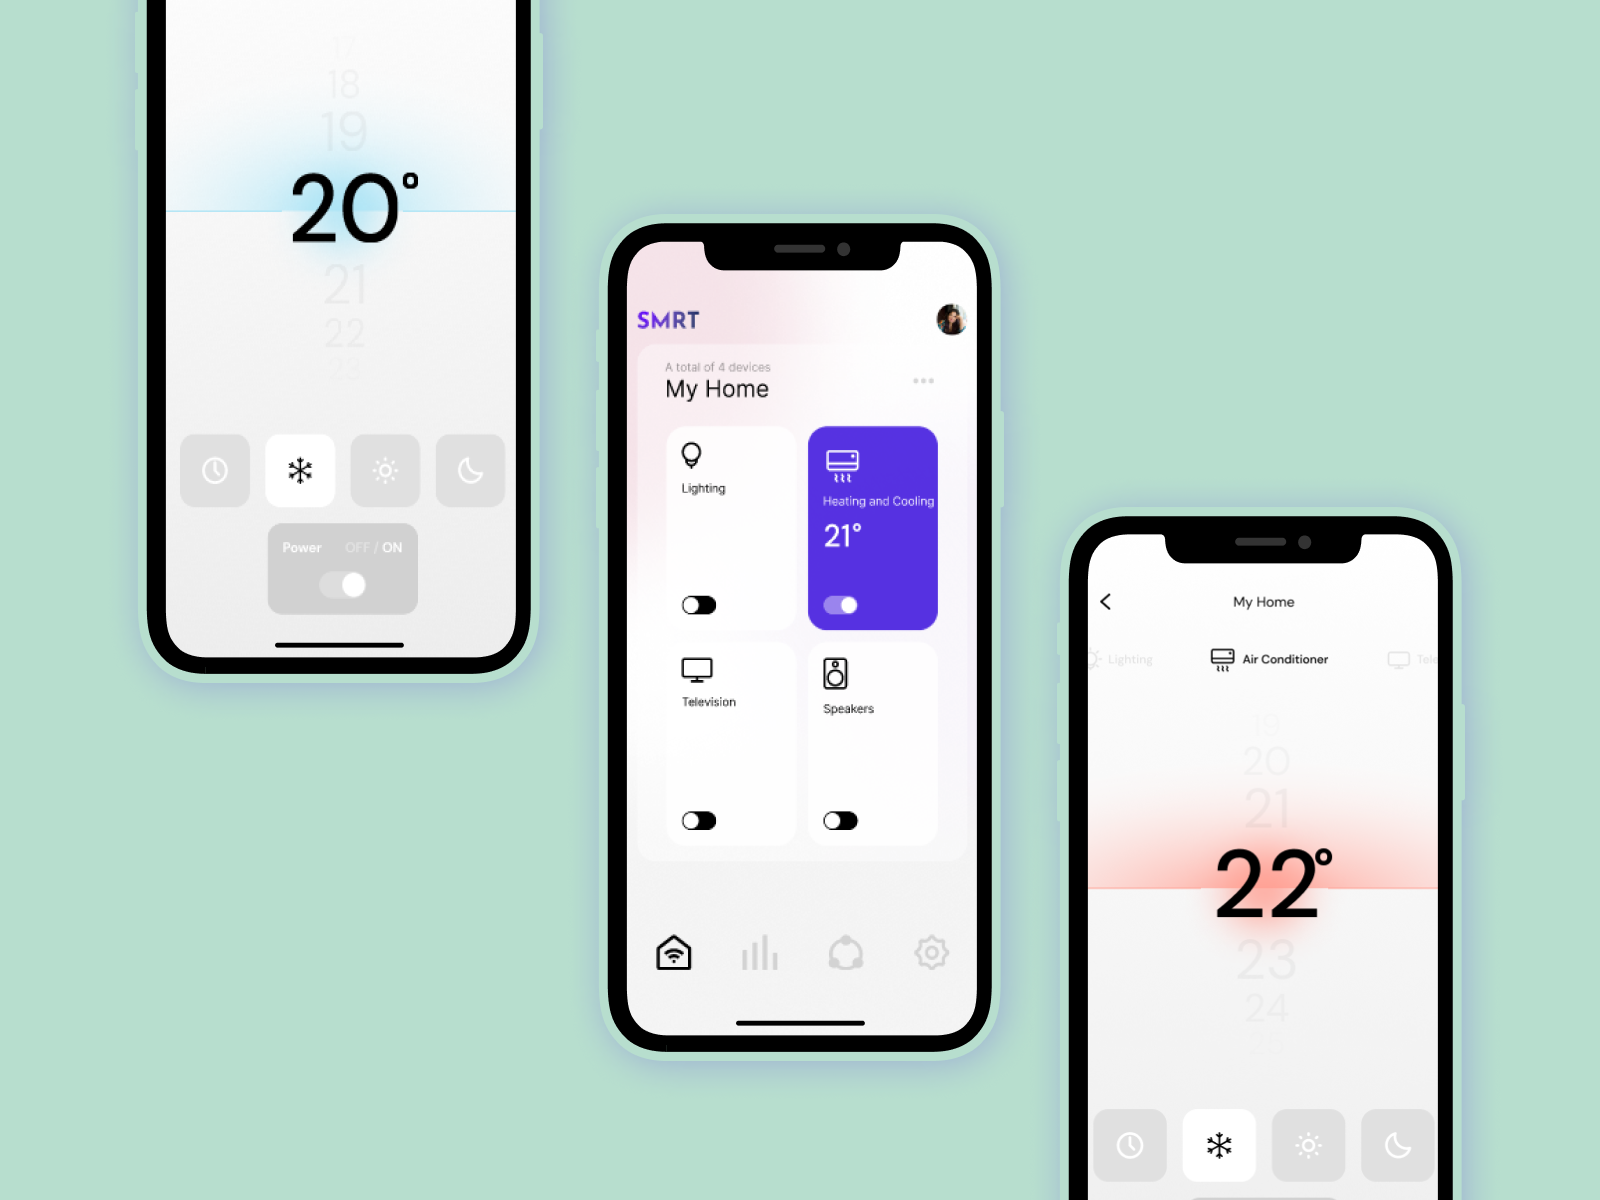 17
18
19
20°
21
22
23
Power OFF / ON
SMRT
A total of 4 devices
My Home
Lighting
Heating and Cooling
21°
Television
Speakers
My Home
Lighting Air Conditioner Tele
19
20
21
22°
23
24
25